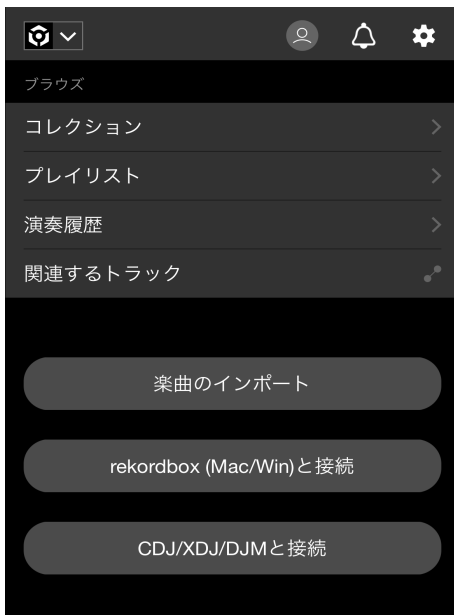 ブラウズ
コレクション
プレイリスト
演奏履歴
関連するトラック
楽曲のインポート
rekordbox (Mac/Win)と接続
CDJ/XDJ/DJMと接続